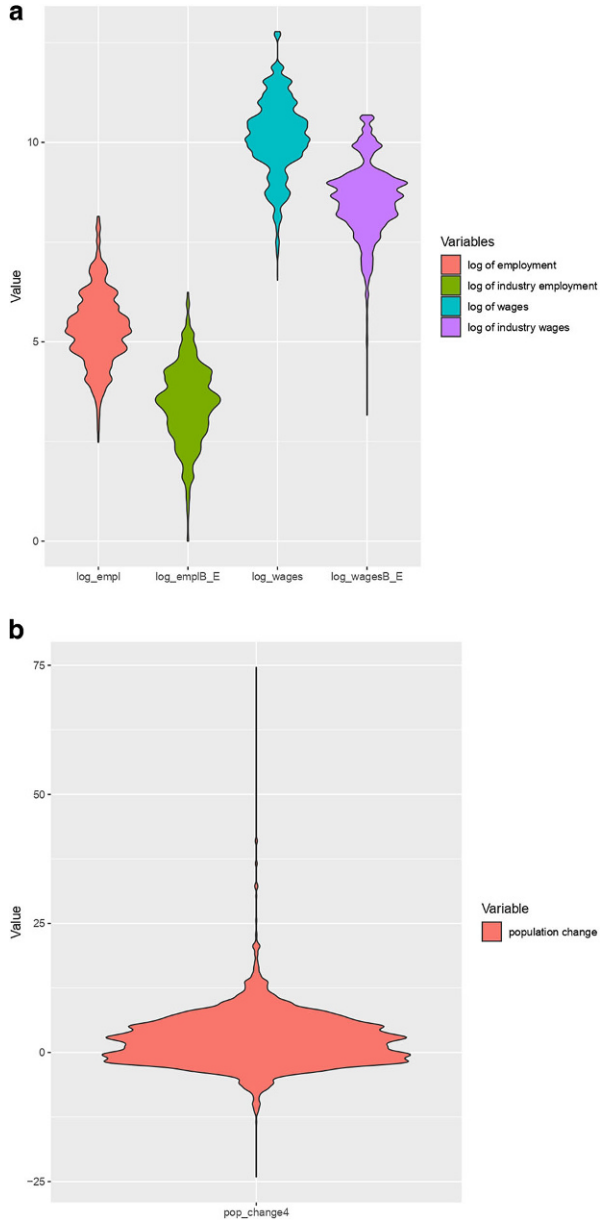 a
10
5
0
Value
log_empl
log_emplB_E
log_wages
log_wagesB_E
Variables
log of employment
log of industry employment
log of wages
log of industry wages
b
75
50
25
0
−25
Value
pop_change4
Variable
population change